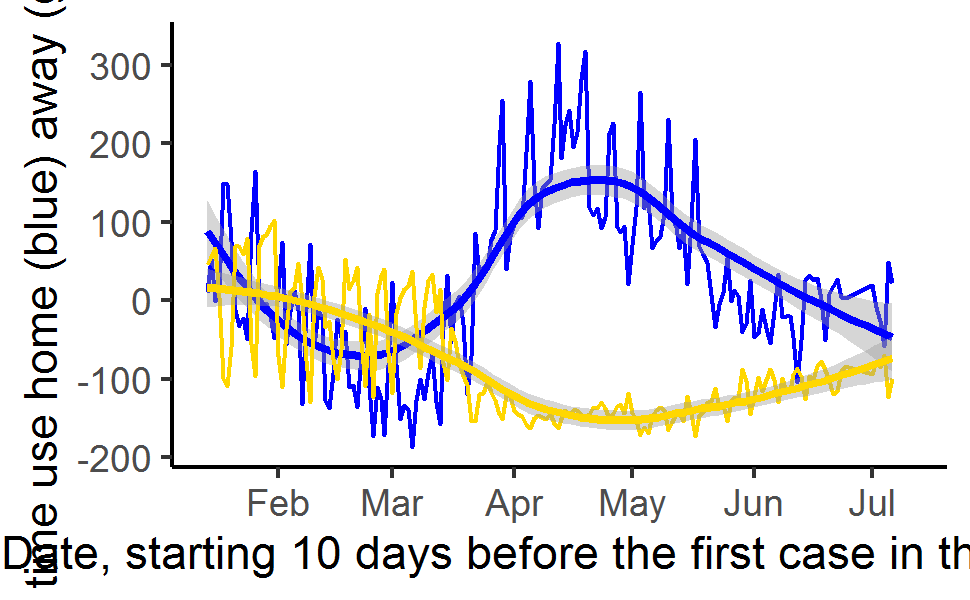 time use home (blue) away (
300
200
100
0
-100
-200
Feb Mar Apr May Jun Jul
Date, starting 10 days before the first case in th